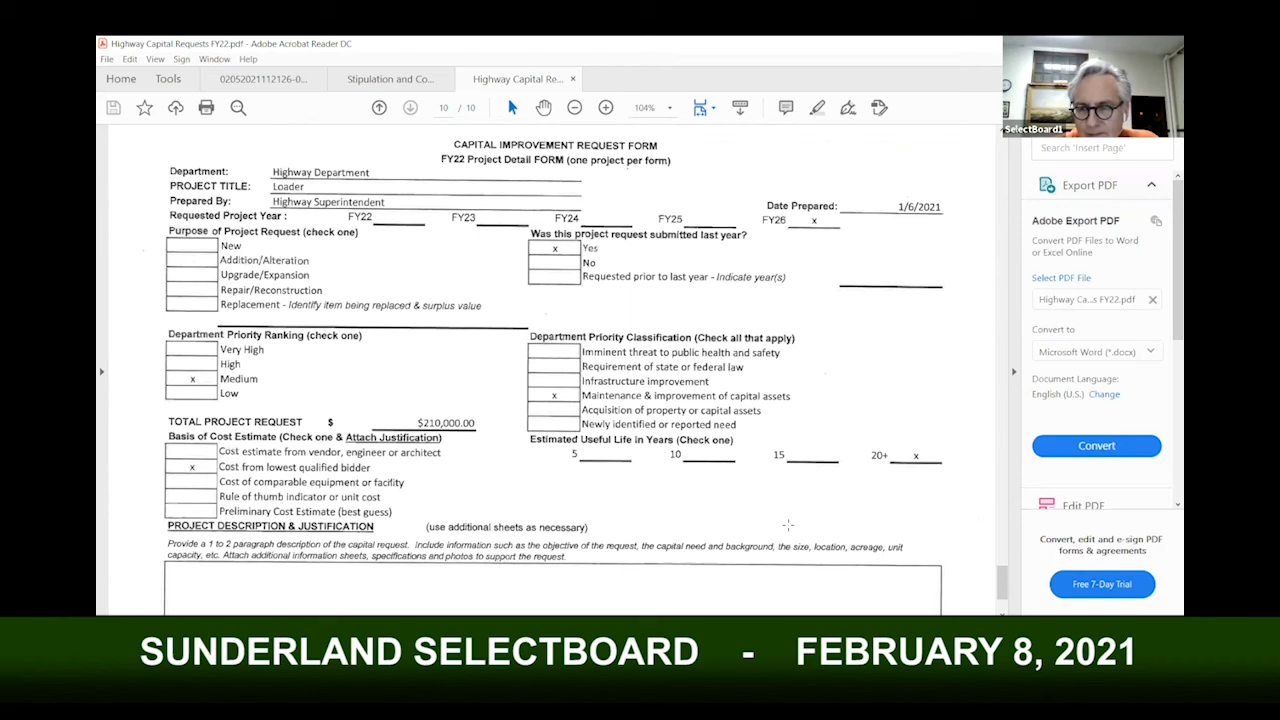 Highway Capital Requests FY22.pdf - Adobe Acrobat Reader DC
File Edit View Sign Window Help
Home Tools 02052021112126-0... Stipulation and Co... Highway Capital Re... ×
10 / 10 104%
SelectBoard1
CAPITAL IMPROVEMENT REQUEST FORM
FY22 Project Detail FORM (one project per form)
Department: Highway Department
PROJECT TITLE: Loader
Prepared By: Highway Superintendent
Date Prepared: 1/6/2021
Requested Project Year : FY22 FY23 FY24 FY25 FY26 x
Purpose of Project Request (check one)
New
Addition/Alteration
Upgrade/Expansion
Repair/Reconstruction
Replacement - Identify item being replaced & surplus value
Was this project request submitted last year?
x Yes
No
Requested prior to last year - Indicate year(s)
Department Priority Ranking (check one)
Very High
High
x Medium
Low
Department Priority Classification (Check all that apply)
Imminent threat to public health and safety
Requirement of state or federal law
Infrastructure improvement
x Maintenance & improvement of capital assets
Acquisition of property or capital assets
Newly identified or reported need
TOTAL PROJECT REQUEST $ $210,000.00
Basis of Cost Estimate (Check one & Attach Justification)
Cost estimate from vendor, engineer or architect
x Cost from lowest qualified bidder
Cost of comparable equipment or facility
Rule of thumb indicator or unit cost
Preliminary Cost Estimate (best guess)
Estimated Useful Life in Years (Check one)
5 10 15 20+ x
PROJECT DESCRIPTION & JUSTIFICATION (use additional sheets as necessary)
Provide a 1 to 2 paragraph description of the capital request. Include information such as the objective of the request, the capital need and background, the size, location, acreage, unit
capacity, etc. Attach additional information sheets, specifications and photos to support the request.
Search 'Insert Page'
Export PDF
Adobe Export PDF
Convert PDF Files to Word
or Excel Online
Select PDF File
Highway Ca...s FY22.pdf ×
Convert to
Microsoft Word (*.docx)
Document Language:
English (U.S.) Change
Convert
Edit PDF
Convert, edit and e-sign PDF
forms & agreements
Free 7-Day Trial
SUNDERLAND SELECTBOARD - FEBRUARY 8, 2021